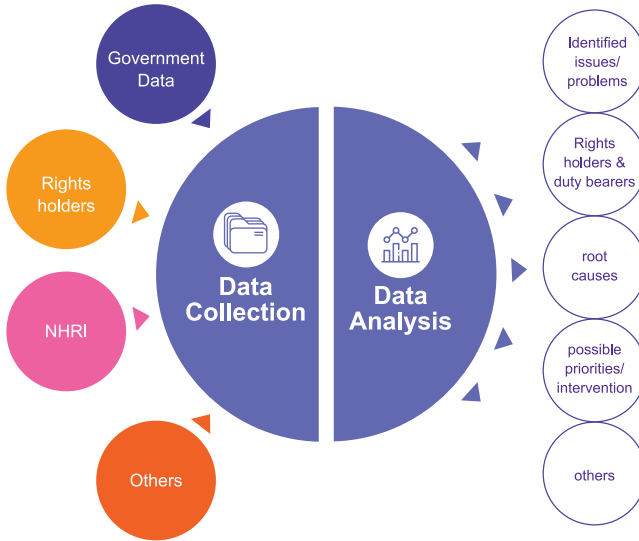 Government
Data
Rights
holders
NHRI
Others
Data
Collection
Data
Analysis
Identified
issues/
problems
Rights
holders &
duty bearers
root
causes
possible
priorities/
intervention
others